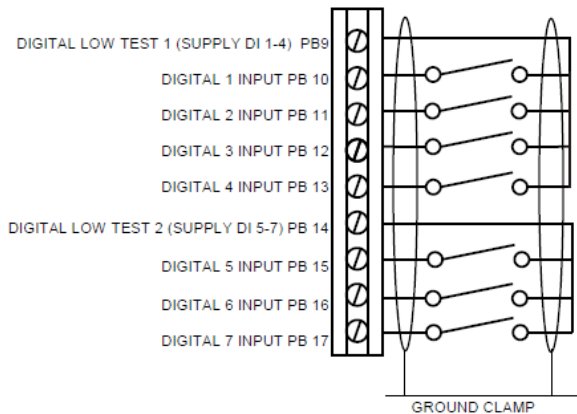 DIGITAL LOW TEST 1 (SUPPLY DI 1-4) PB9
DIGITAL 1 INPUT PB 10
DIGITAL 2 INPUT PB 11
DIGITAL 3 INPUT PB 12
DIGITAL 4 INPUT PB 13
DIGITAL LOW TEST 2 (SUPPLY DI 5-7) PB 14
DIGITAL 5 INPUT PB 15
DIGITAL 6 INPUT PB 16
DIGITAL 7 INPUT PB 17
GROUND CLAMP